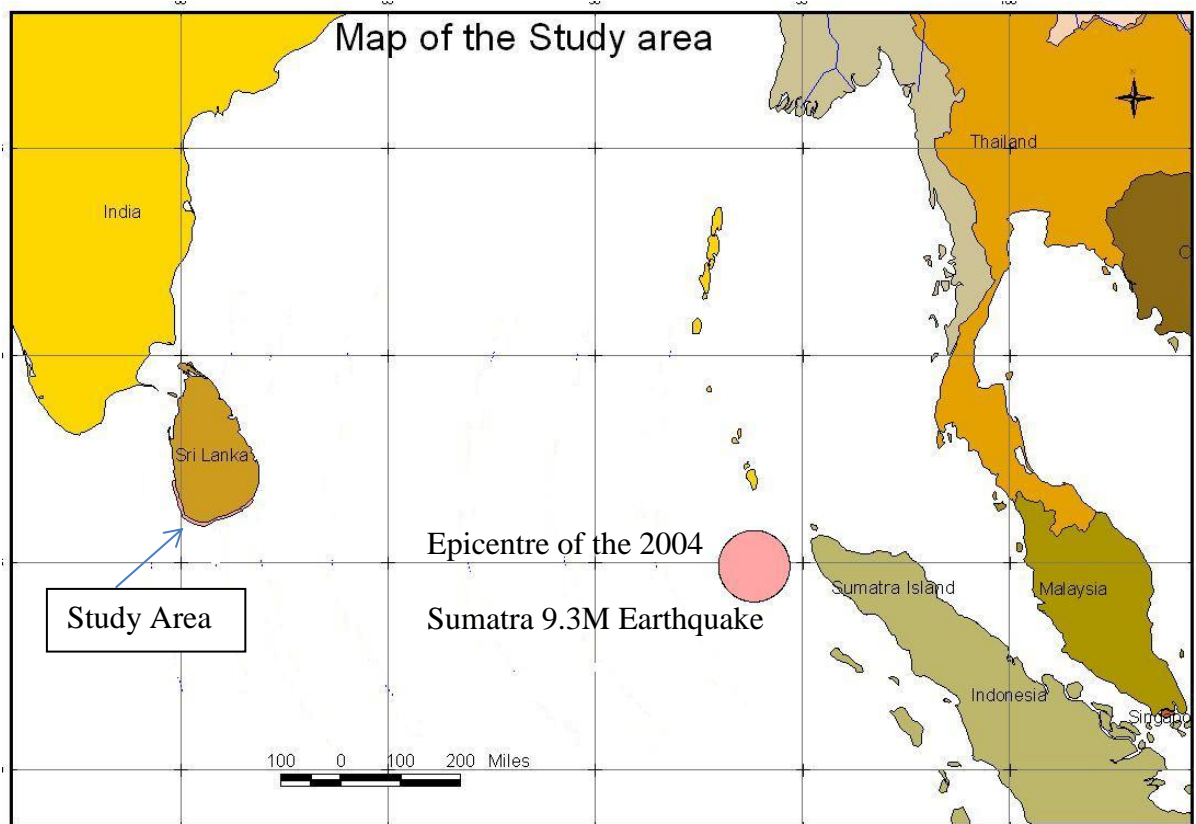 Map of the Study area
Thailand
India
Sri Lanka
Epicentre of the 2004
Sumatra 9.3M Earthquake
Study Area
Sumatra Island
Malaysia
Indonesia
Singapo
100 0 100 200 Miles